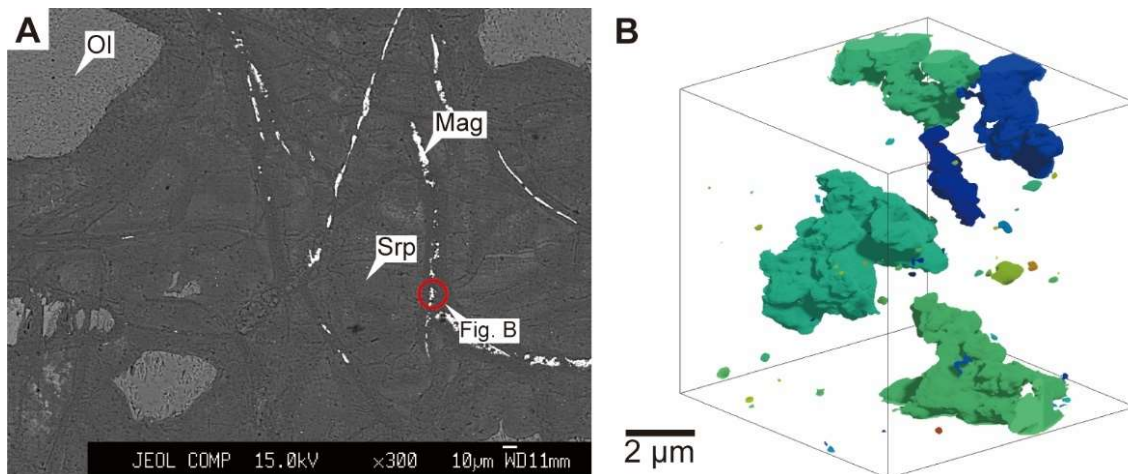 A
Ol
Mag
Srp
Fig. B
JEOL COMP 15.0kV ×300 10μm WD11mm
B
2 μm